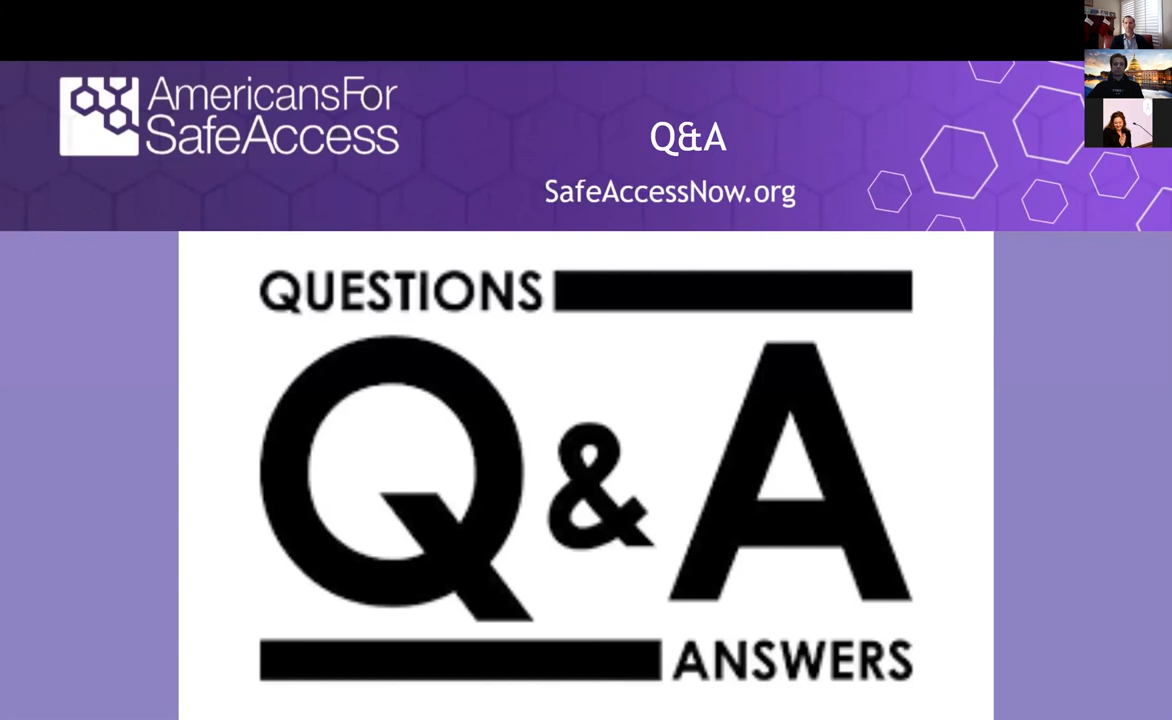 AmericansFor
SafeAccess
Q&A
SafeAccessNow.org
QUESTIONS
Q&A
ANSWERS